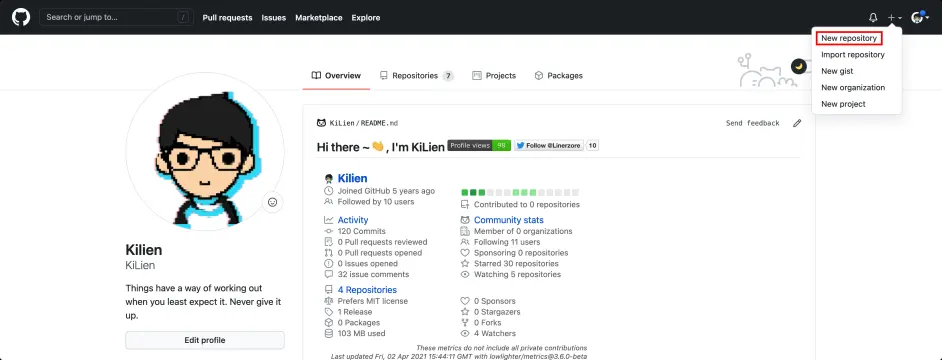 Search or jump to... /
Pull requests Issues Marketplace Explore
New repository
Import repository
New gist
New organization
New project
Overview Repositories 7 Projects Packages
KiLien/README.md Send feedback
Hi there ~ 👋, I'm KiLien Profile views 98 Follow @Linerzore 10
Kilien
Joined GitHub 5 years ago
Followed by 10 users
Contributed to 0 repositories
Activity
120 Commits
0 Pull requests reviewed
0 Pull requests opened
0 Issues opened
32 issue comments
Community stats
Member of 0 organizations
Following 11 users
Sponsoring 0 repositories
Starred 30 repositories
Watching 5 repositories
4 Repositories
Prefers MIT license
1 Release
0 Packages
103 MB used
0 Sponsors
0 Stargazers
0 Forks
4 Watchers
These metrics do not include all private contributions
Last updated Fri, 02 Apr 2021 15:44:11 GMT with lowlighter/metrics@3.6.0-beta
Kilien
KiLien
Things have a way of working out
when you least expect it. Never give it
up.
Edit profile